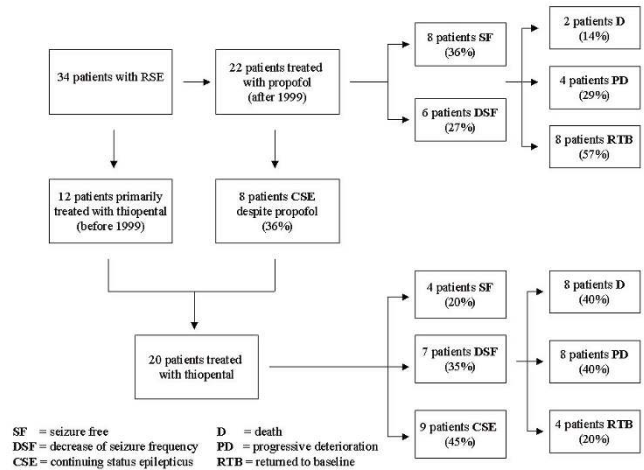 34 patients with RSE
22 patients treated
with propofol
(after 1999)
8 patients SF
(36%)
6 patients DSF
(27%)
2 patients D
(14%)
4 patients PD
(29%)
8 patients RTB
(57%)
12 patients primarily
treated with thiopental
(before 1999)
8 patients CSE
despite propofol
(36%)
20 patients treated
with thiopental
4 patients SF
(20%)
7 patients DSF
(35%)
9 patients CSE
(45%)
8 patients D
(40%)
8 patients PD
(40%)
4 patients RTB
(20%)
SF = seizure free
DSF = decrease of seizure frequency
CSE = continuing status epilepticus
D = death
PD = progressive deterioration
RTB = returned to baseline